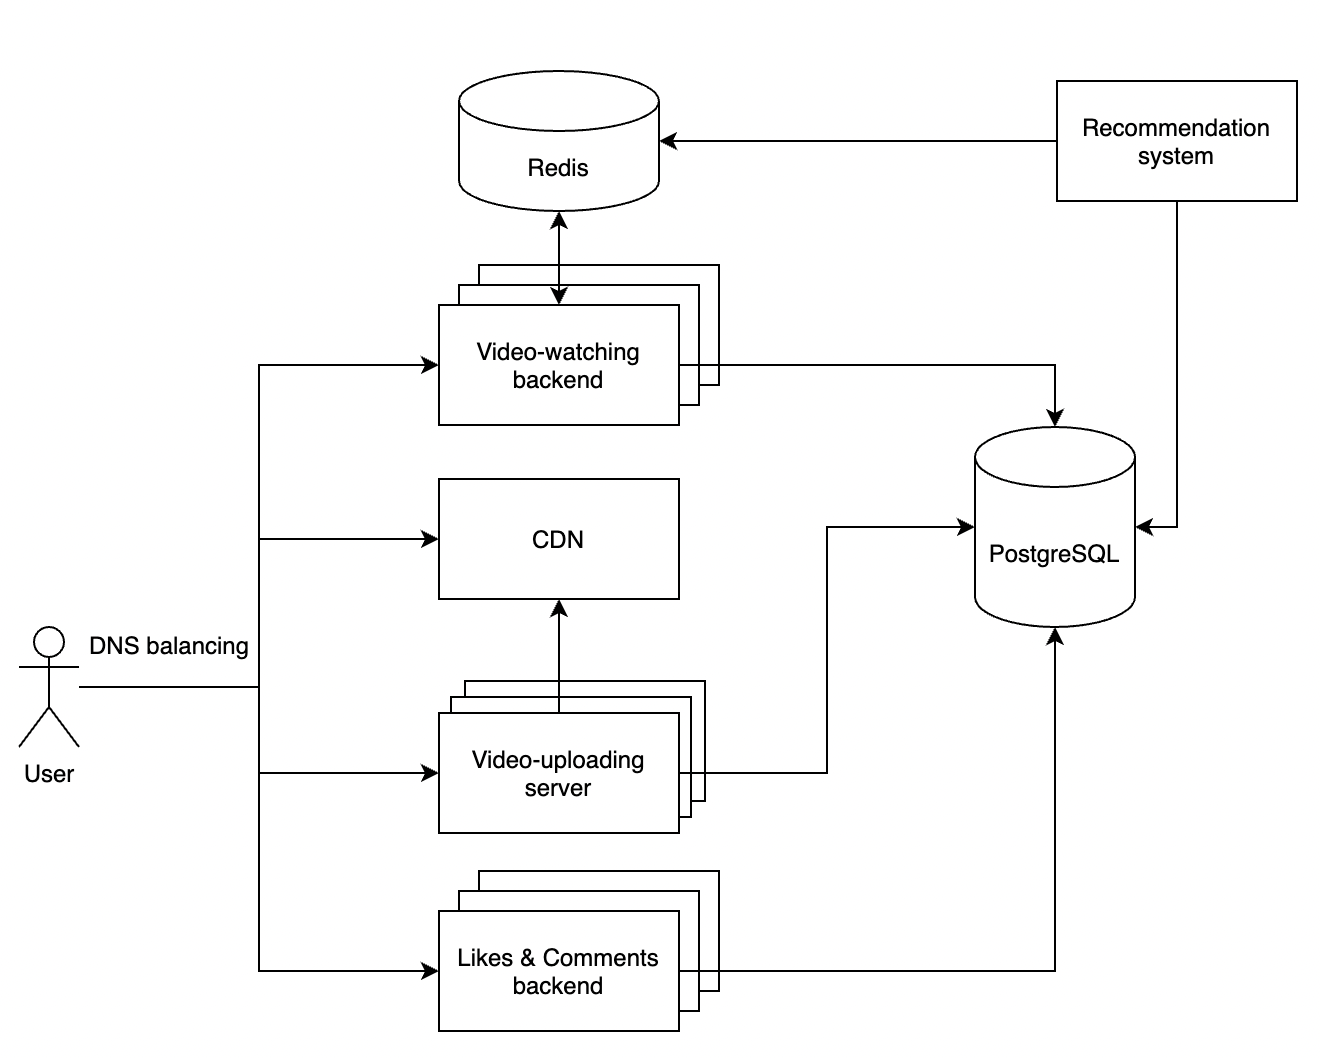 Redis
Recommendation
system
Video-watching
backend
CDN
PostgreSQL
DNS balancing
User
Video-uploading
server
Likes & Comments
backend